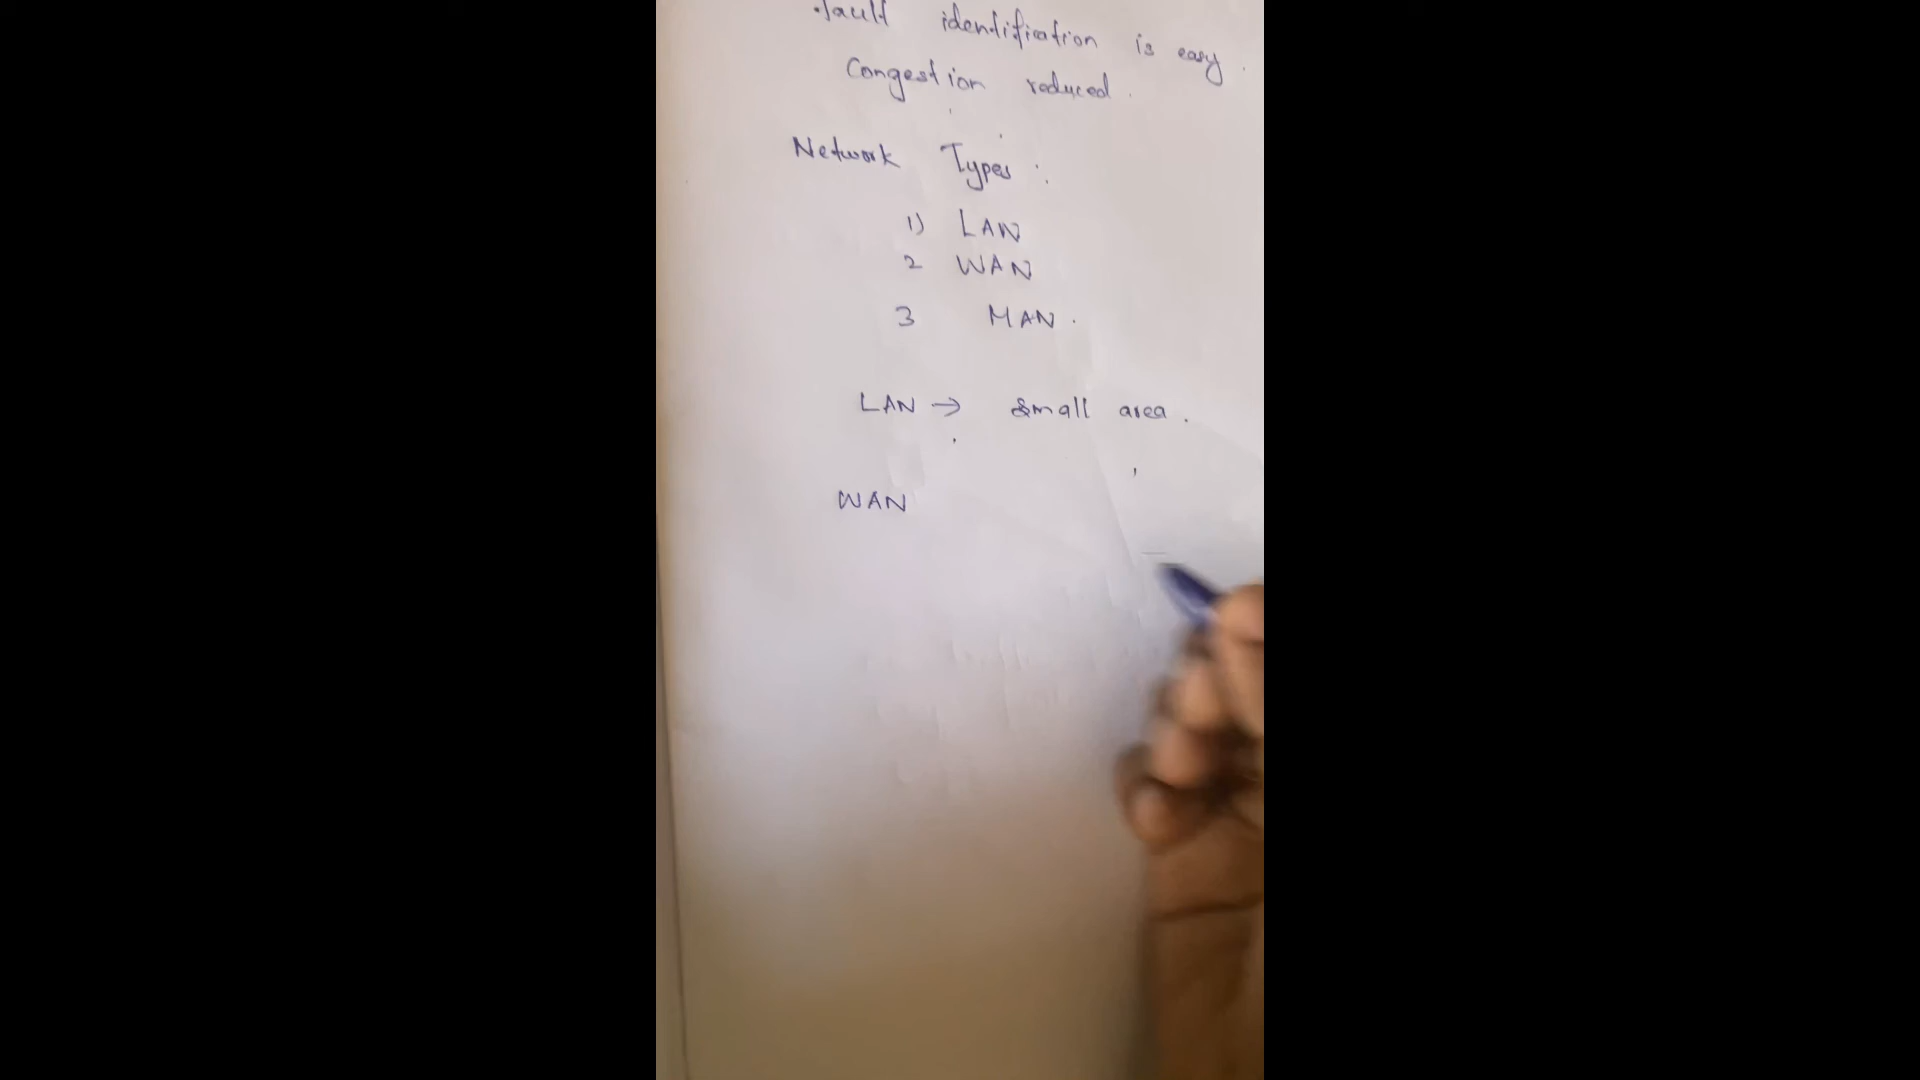 fault identification is easy.
Congestion reduced.
Network Types :
1) LAN
2 WAN
3 MAN.
LAN → Small area.
WAN